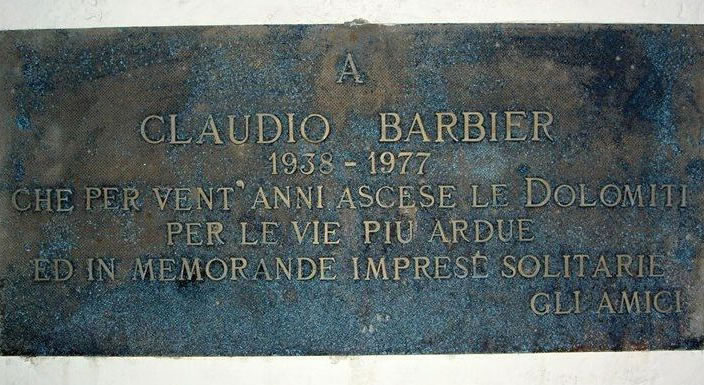 A
CLAUDIO BARBIER
1938 - 1977
CHE PER VENT'ANNI ASCESE LE DOLOMITI
PER LE VIE PIÙ ARDUE
ED IN MEMORANDE IMPRESE SOLITARIE
GLI AMICI